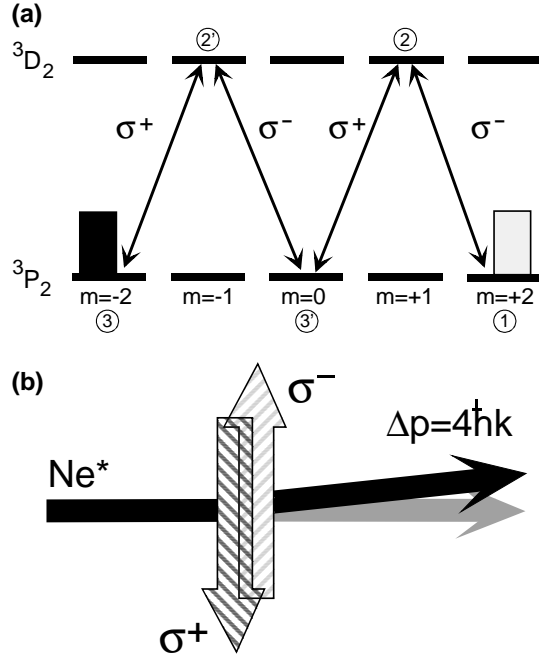 (a)
2' 2
³D₂
σ⁺ σ⁻ σ⁺ σ⁻
³P₂
m=-2 m=-1 m=0 m=+1 m=+2
3 3' 1
(b)
σ⁻
Δp=4ħk
Ne*
σ⁺